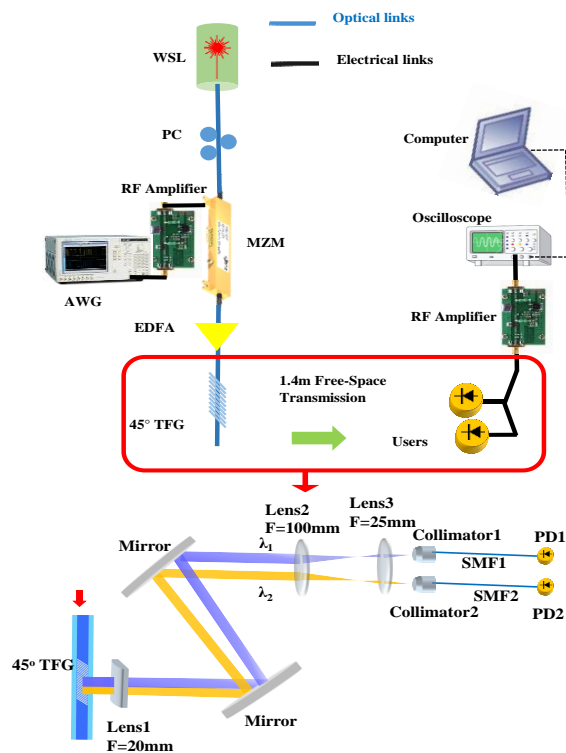 Optical links
WSL
Electrical links
PC
Computer
RF Amplifier
Oscilloscope
MZM
AWG
RF Amplifier
EDFA
1.4m Free-Space
Transmission
45° TFG
Users
Lens2
F=100mm
Lens3
F=25mm
Collimator1
PD1
Mirror
λ1
SMF1
λ2
SMF2
PD2
Collimator2
45o TFG
Lens1
F=20mm
Mirror